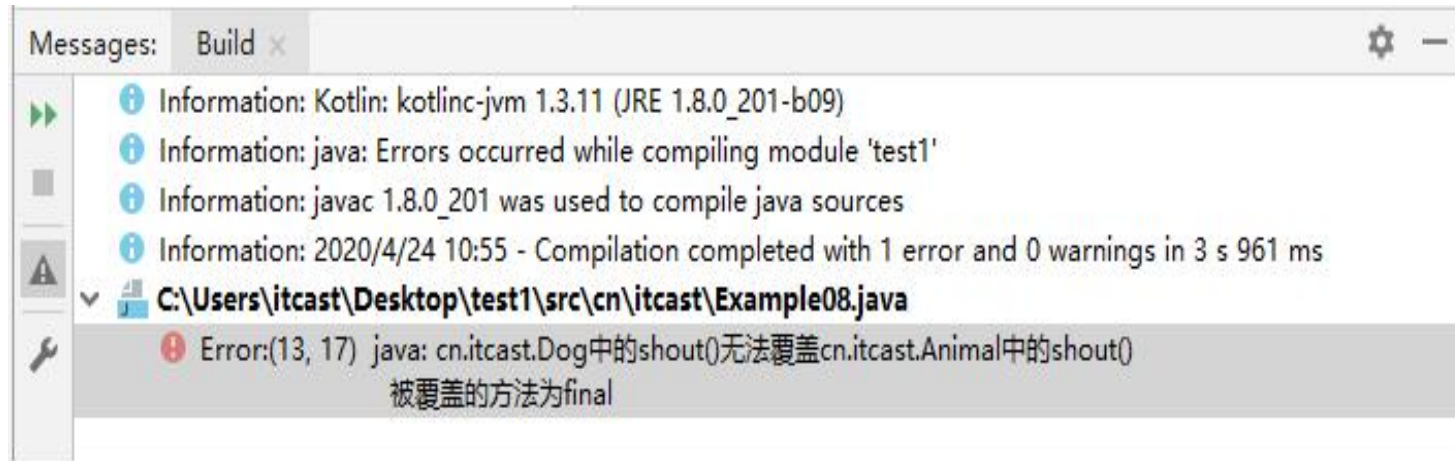 Messages: Build
Information: Kotlin: kotlinc-jvm 1.3.11 (JRE 1.8.0_201-b09)
Information: java: Errors occurred while compiling module 'test1'
Information: javac 1.8.0_201 was used to compile java sources
Information: 2020/4/24 10:55 - Compilation completed with 1 error and 0 warnings in 3 s 961 ms
C:\Users\itcast\Desktop\test1\src\cn\itcast\Example08.java
Error:(13, 17) java: cn.itcast.Dog中的shout()无法覆盖cn.itcast.Animal中的shout()
被覆盖的方法为final